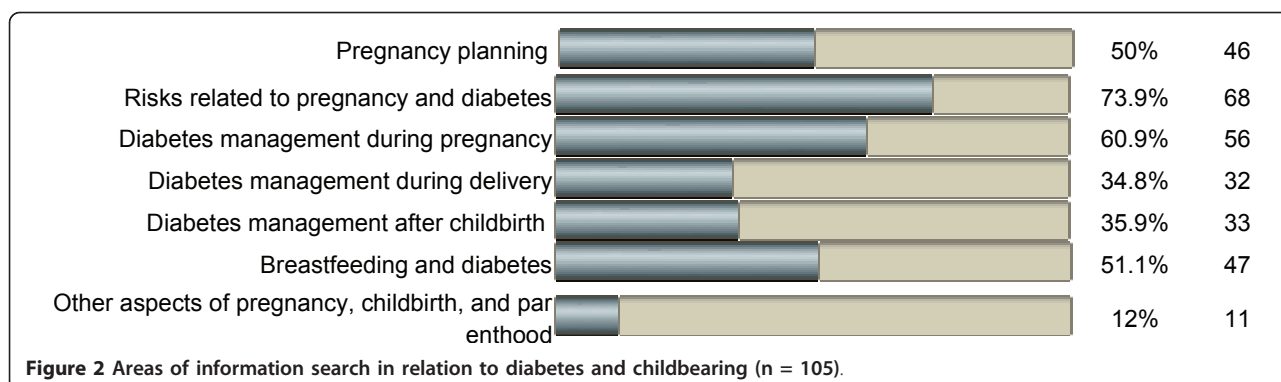 Pregnancy planning 50% 46
Risks related to pregnancy and diabetes 73.9% 68
Diabetes management during pregnancy 60.9% 56
Diabetes management during delivery 34.8% 32
Diabetes management after childbirth 35.9% 33
Breastfeeding and diabetes 51.1% 47
Other aspects of pregnancy, childbirth, and par
enthood 12% 11
Figure 2 Areas of information search in relation to diabetes and childbearing (n = 105).